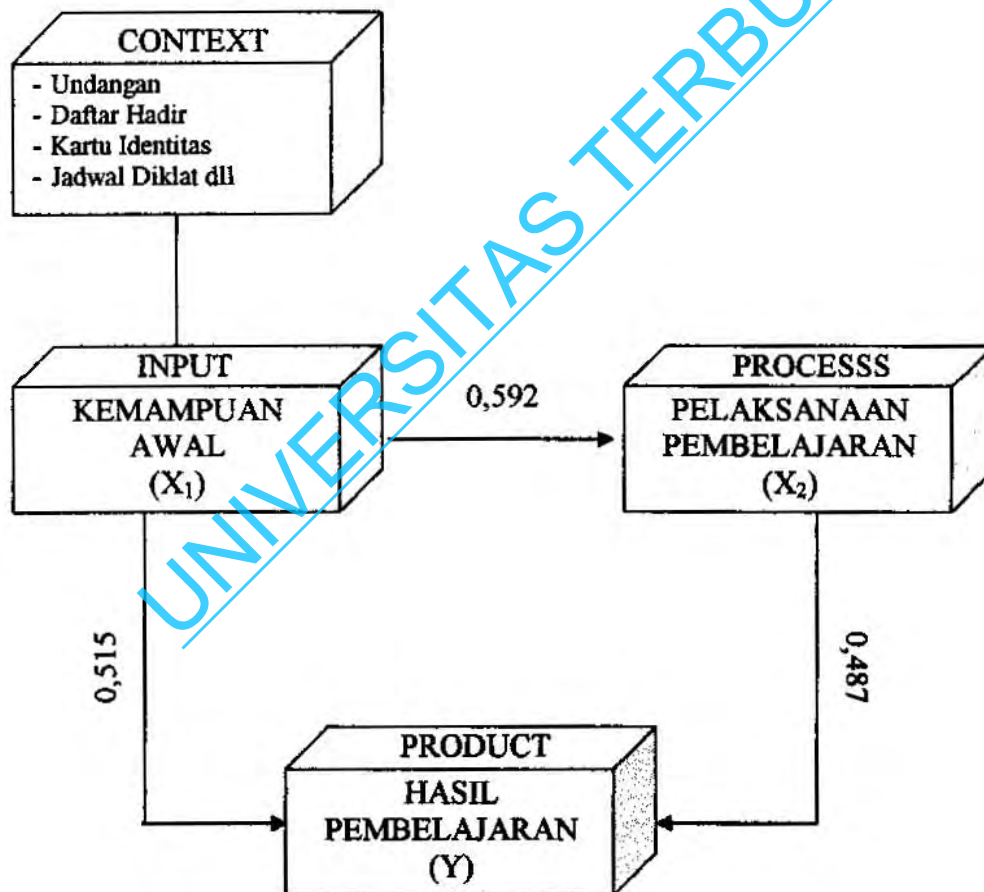 CONTEXT
- Undangan
- Daftar Hadir
- Kartu Identitas
- Jadwal Diklat dll
INPUT
KEMAMPUAN
AWAL
(X₁)
0,592
PROCESSS
PELAKSANAAN
PEMBELAJARAN
(X₂)
0,515
0,487
PRODUCT
HASIL
PEMBELAJARAN
(Y)
UNIVERSITAS TERBU